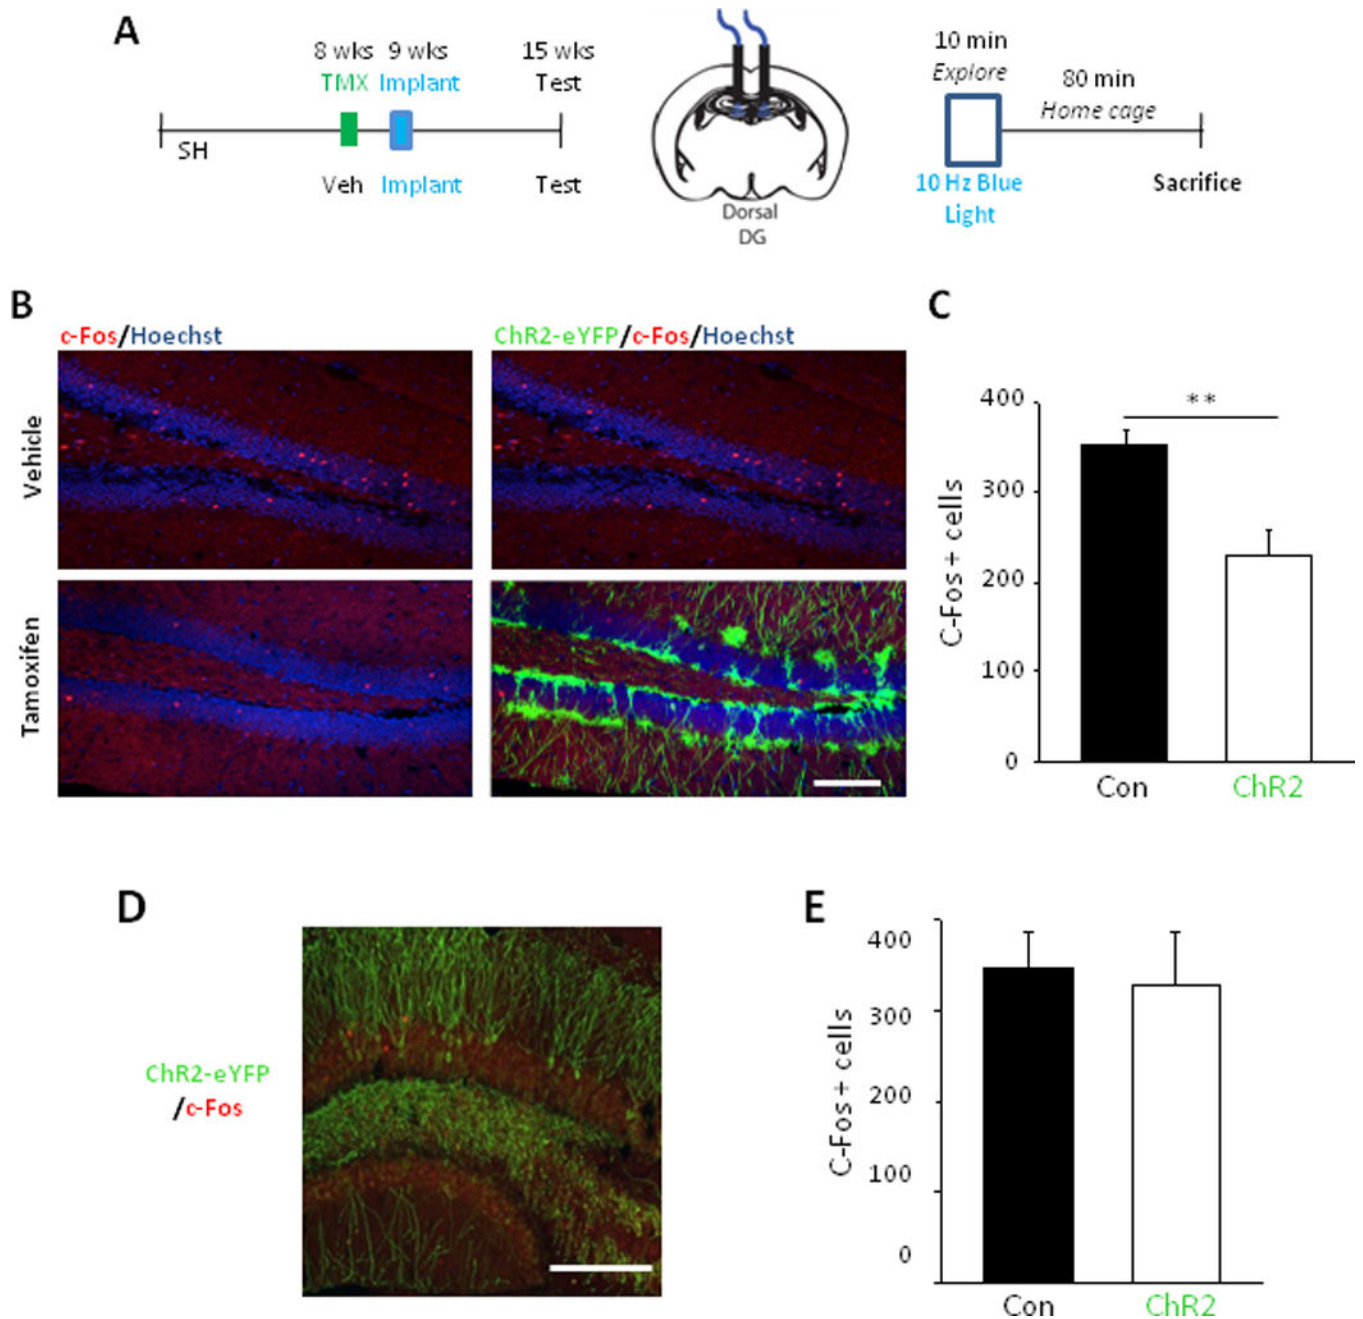 A
8 wks 9 wks 15 wks
TMX Implant Test
SH
Veh Implant Test
Dorsal
DG
10 min
Explore
80 min
Home cage
10 Hz Blue
Light
Sacrifice
B
c-Fos/Hoechst
ChR2-eYFP/c-Fos/Hoechst
Vehicle
Tamoxifen
C
C-Fos+ cells
400
300
200
100
0
**
Con ChR2
D
ChR2-eYFP
/c-Fos
E
C-Fos+ cells
400
300
200
100
0
Con ChR2